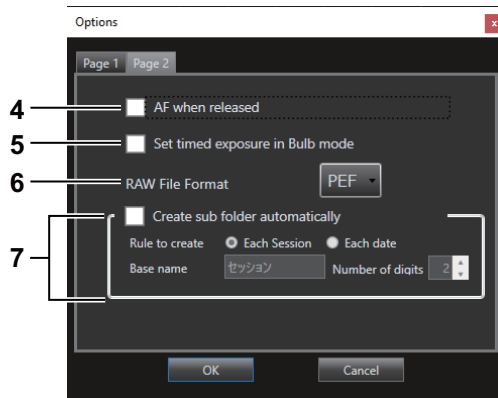 Options
x
Page 1 Page 2
4 AF when released
5 Set timed exposure in Bulb mode
6 RAW File Format PEF
7 Create sub folder automatically
Rule to create Each Session Each date
Base name セッション Number of digits 2
OK Cancel